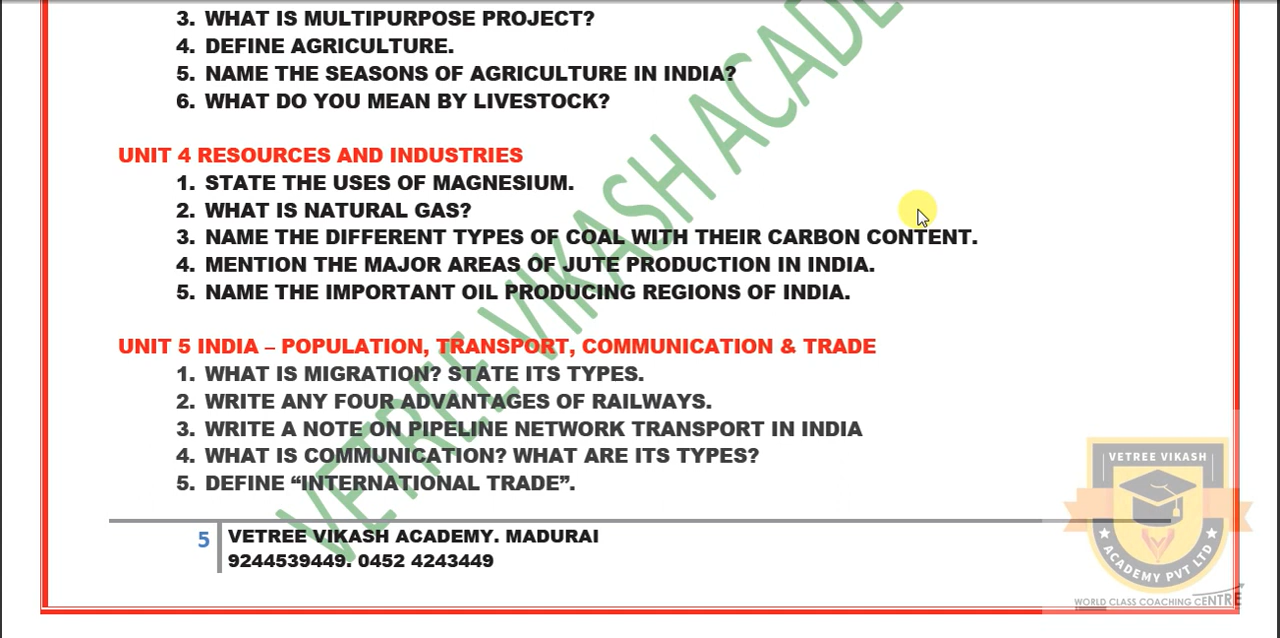 3. WHAT IS MULTIPURPOSE PROJECT?
4. DEFINE AGRICULTURE.
5. NAME THE SEASONS OF AGRICULTURE IN INDIA?
6. WHAT DO YOU MEAN BY LIVESTOCK?
UNIT 4 RESOURCES AND INDUSTRIES
1. STATE THE USES OF MAGNESIUM.
2. WHAT IS NATURAL GAS?
3. NAME THE DIFFERENT TYPES OF COAL WITH THEIR CARBON CONTENT.
4. MENTION THE MAJOR AREAS OF JUTE PRODUCTION IN INDIA.
5. NAME THE IMPORTANT OIL PRODUCING REGIONS OF INDIA.
UNIT 5 INDIA – POPULATION, TRANSPORT, COMMUNICATION & TRADE
1. WHAT IS MIGRATION? STATE ITS TYPES.
2. WRITE ANY FOUR ADVANTAGES OF RAILWAYS.
3. WRITE A NOTE ON PIPELINE NETWORK TRANSPORT IN INDIA
4. WHAT IS COMMUNICATION? WHAT ARE ITS TYPES?
5. DEFINE “INTERNATIONAL TRADE”.
VETREE VIKASH ACADE
5 VETREE VIKASH ACADEMY. MADURAI
9244539449. 0452 4243449
VETREE VIKASH
ACADEMY PVT LTD
WORLD CLASS COACHING CENTRE